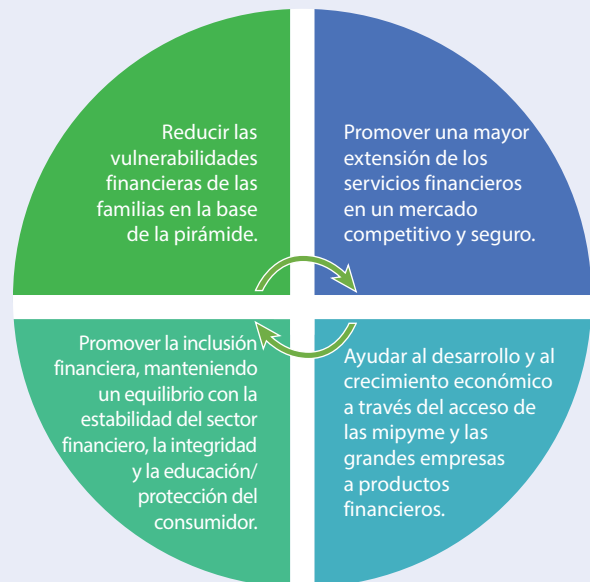 Reducir las
vulnerabilidades
financieras de las
familias en la base
de la pirámide.
Promover una mayor
extensión de los
servicios financieros
en un mercado
competitivo y seguro.
Promover la inclusión
financiera, manteniendo
un equilibrio con la
estabilidad del sector
financiero, la integridad
y la educación/
protección del
consumidor.
Ayudar al desarrollo y al
crecimiento económico
a través del acceso de
las mipyme y las
grandes empresas
a productos
financieros.